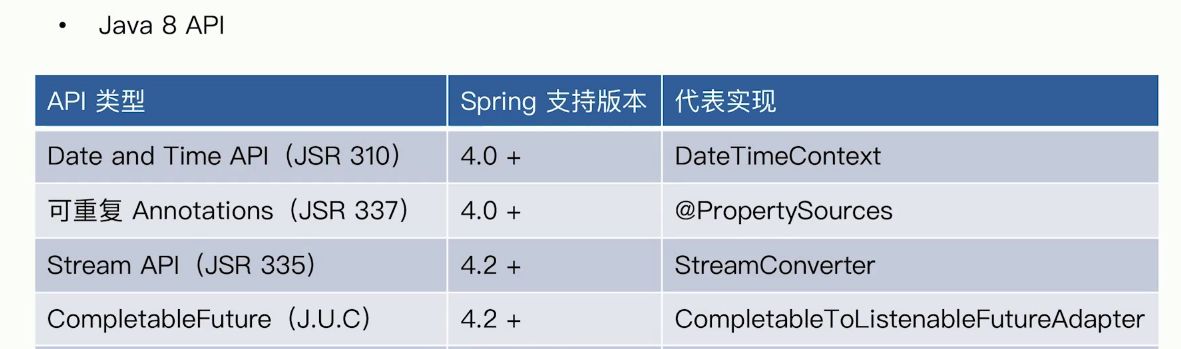 • Java 8 API
API 类型 Spring 支持版本 代表实现
Date and Time API（JSR 310） 4.0 + DateTimeContext
可重复 Annotations（JSR 337） 4.0 + @PropertySources
Stream API（JSR 335） 4.2 + StreamConverter
CompletableFuture（J.U.C） 4.2 + CompletableToListenableFutureAdapter